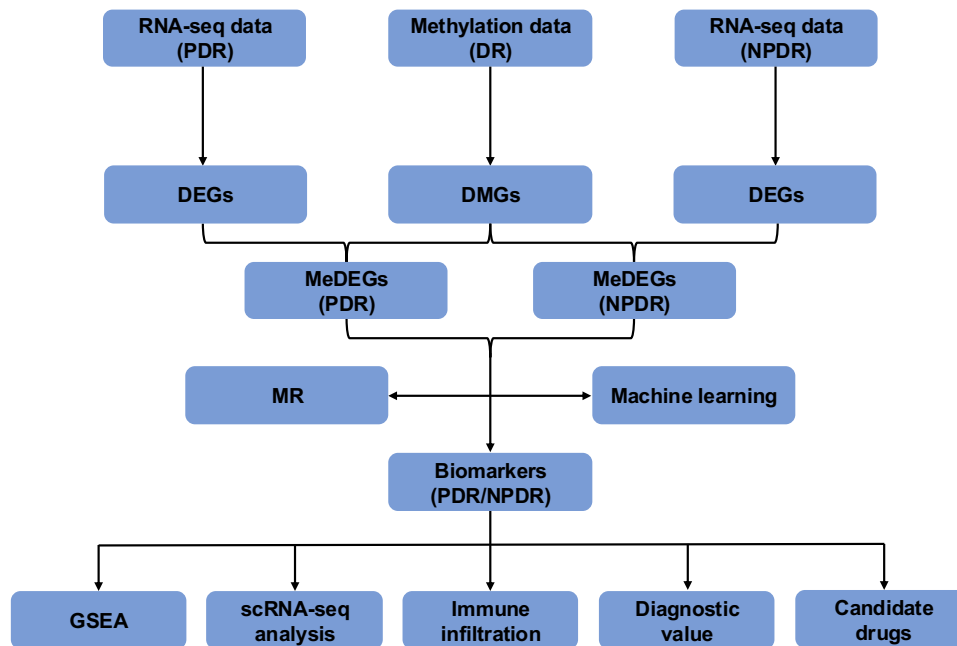 RNA-seq data
(PDR)
Methylation data
(DR)
RNA-seq data
(NPDR)
DEGs
DMGs
DEGs
MeDEGs
(PDR)
MeDEGs
(NPDR)
MR
Machine learning
Biomarkers
(PDR/NPDR)
GSEA
scRNA-seq
analysis
Immune
infiltration
Diagnostic
value
Candidate
drugs